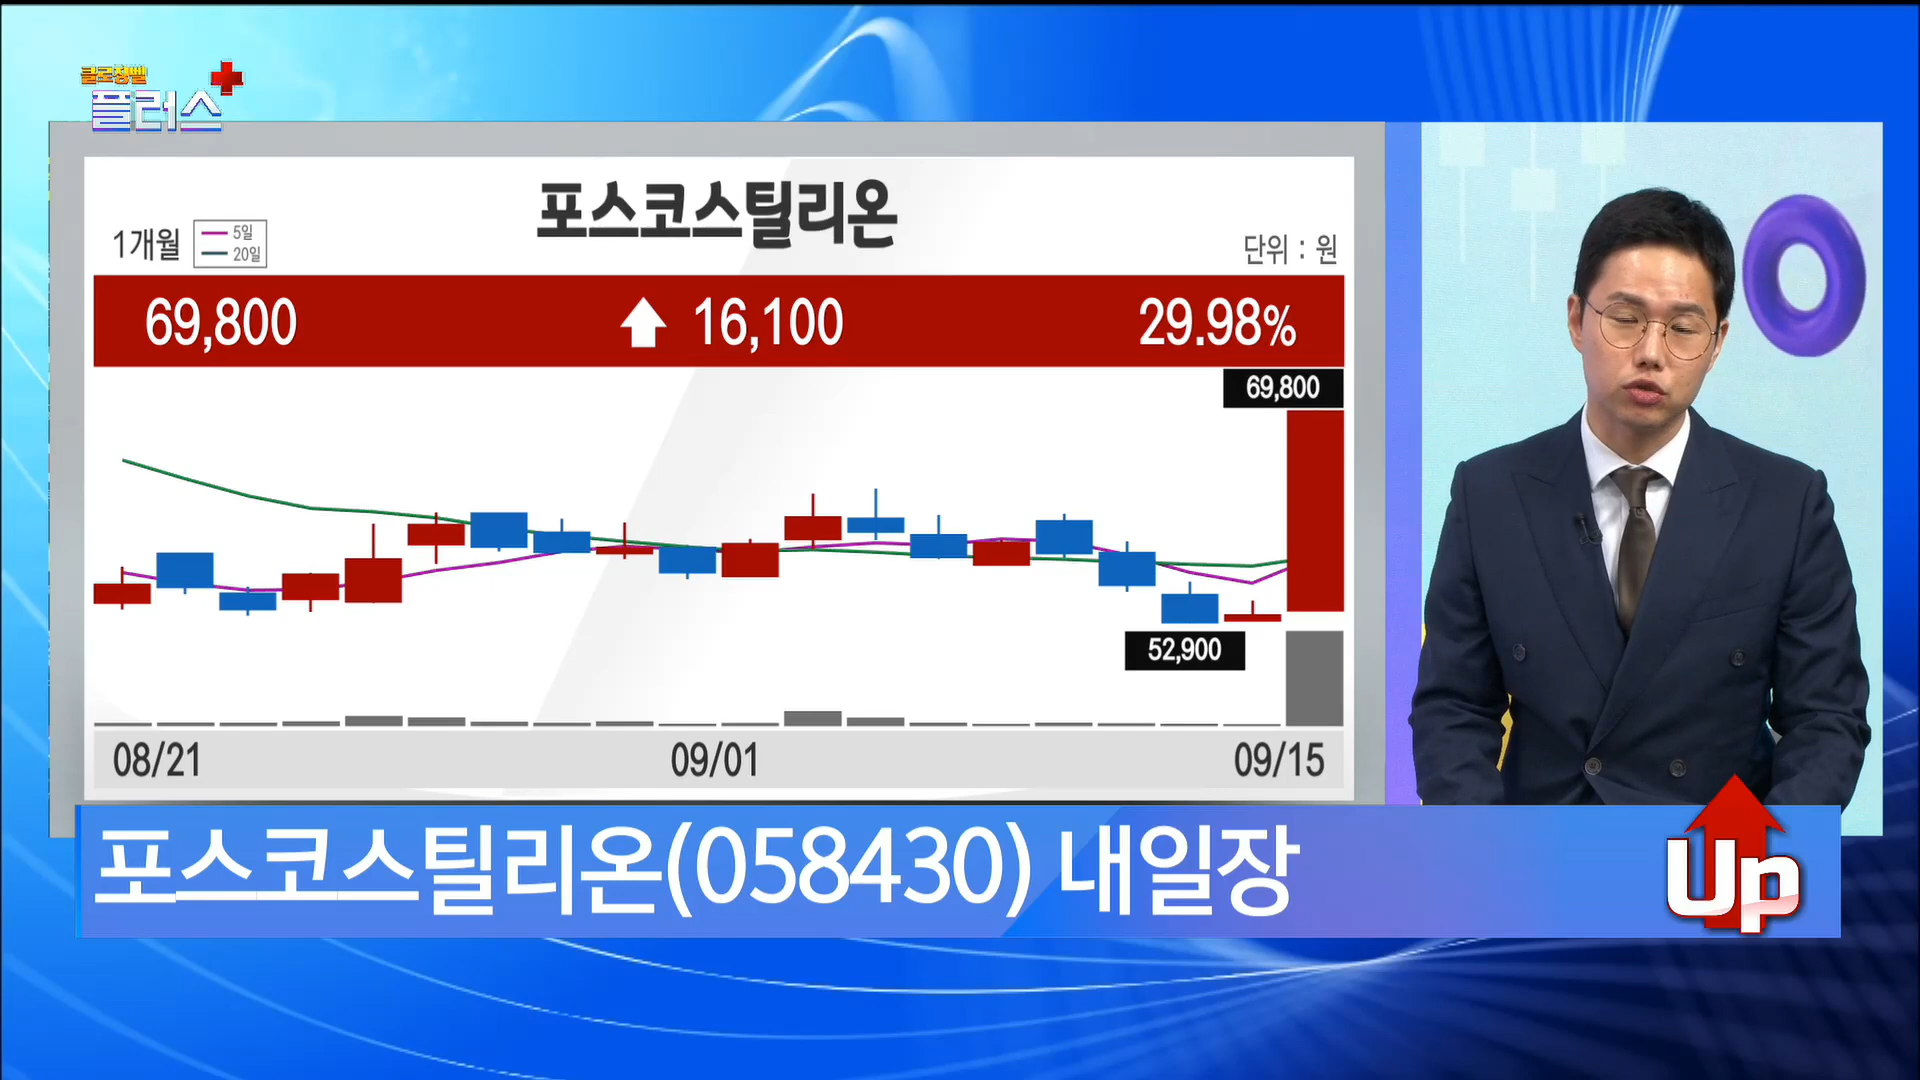 클로징벨
플러스
포스코스틸리온
1개월
5일
20일
단위 : 원
69,800
16,100
29.98%
69,800
52,900
08/21
09/01
09/15
포스코스틸리온(058430) 내일장
Up